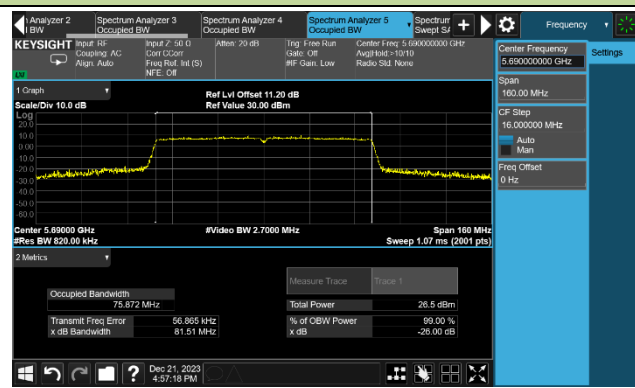 Analyzer 2
BW
Spectrum Analyzer 3
Occupied BW
Spectrum Analyzer 4
Occupied BW
Spectrum Analyzer 5
Occupied BW
Spectrum
Swept SA
Frequency
KEYSIGHT
Input: RF
Coupling: AC
Align: Auto
Input Z: 50 Ω
Corr CCorr
Freq Ref: Int (S)
NFE: Off
Atten: 20 dB
Trig: Free Run
Gate: Off
#IF Gain: Low
Center Freq: 5.690000000 GHz
Avg|Hold:>10/10
Radio Std: None
Center Frequency
5.690000000 GHz
Settings
Span
160.00 MHz
CF Step
16.000000 MHz
Auto
Man
Freq Offset
0 Hz
1 Graph
Scale/Div 10.0 dB
Ref Lvl Offset 11.20 dB
Ref Value 30.00 dBm
Log
20.0
10.0
0.00
-10.0
-20.0
-30.0
-40.0
-50.0
-60.0
Center 5.69000 GHz
#Res BW 820.00 kHz
#Video BW 2.7000 MHz
Span 160 MHz
Sweep 1.07 ms (2001 pts)
2 Metrics
Measure Trace
Trace 1
Occupied Bandwidth
75.872 MHz
Total Power
26.5 dBm
Transmit Freq Error
56.865 kHz
% of OBW Power
99.00 %
x dB Bandwidth
81.51 MHz
x dB
-26.00 dB
?
Dec 21, 2023
4:57:18 PM